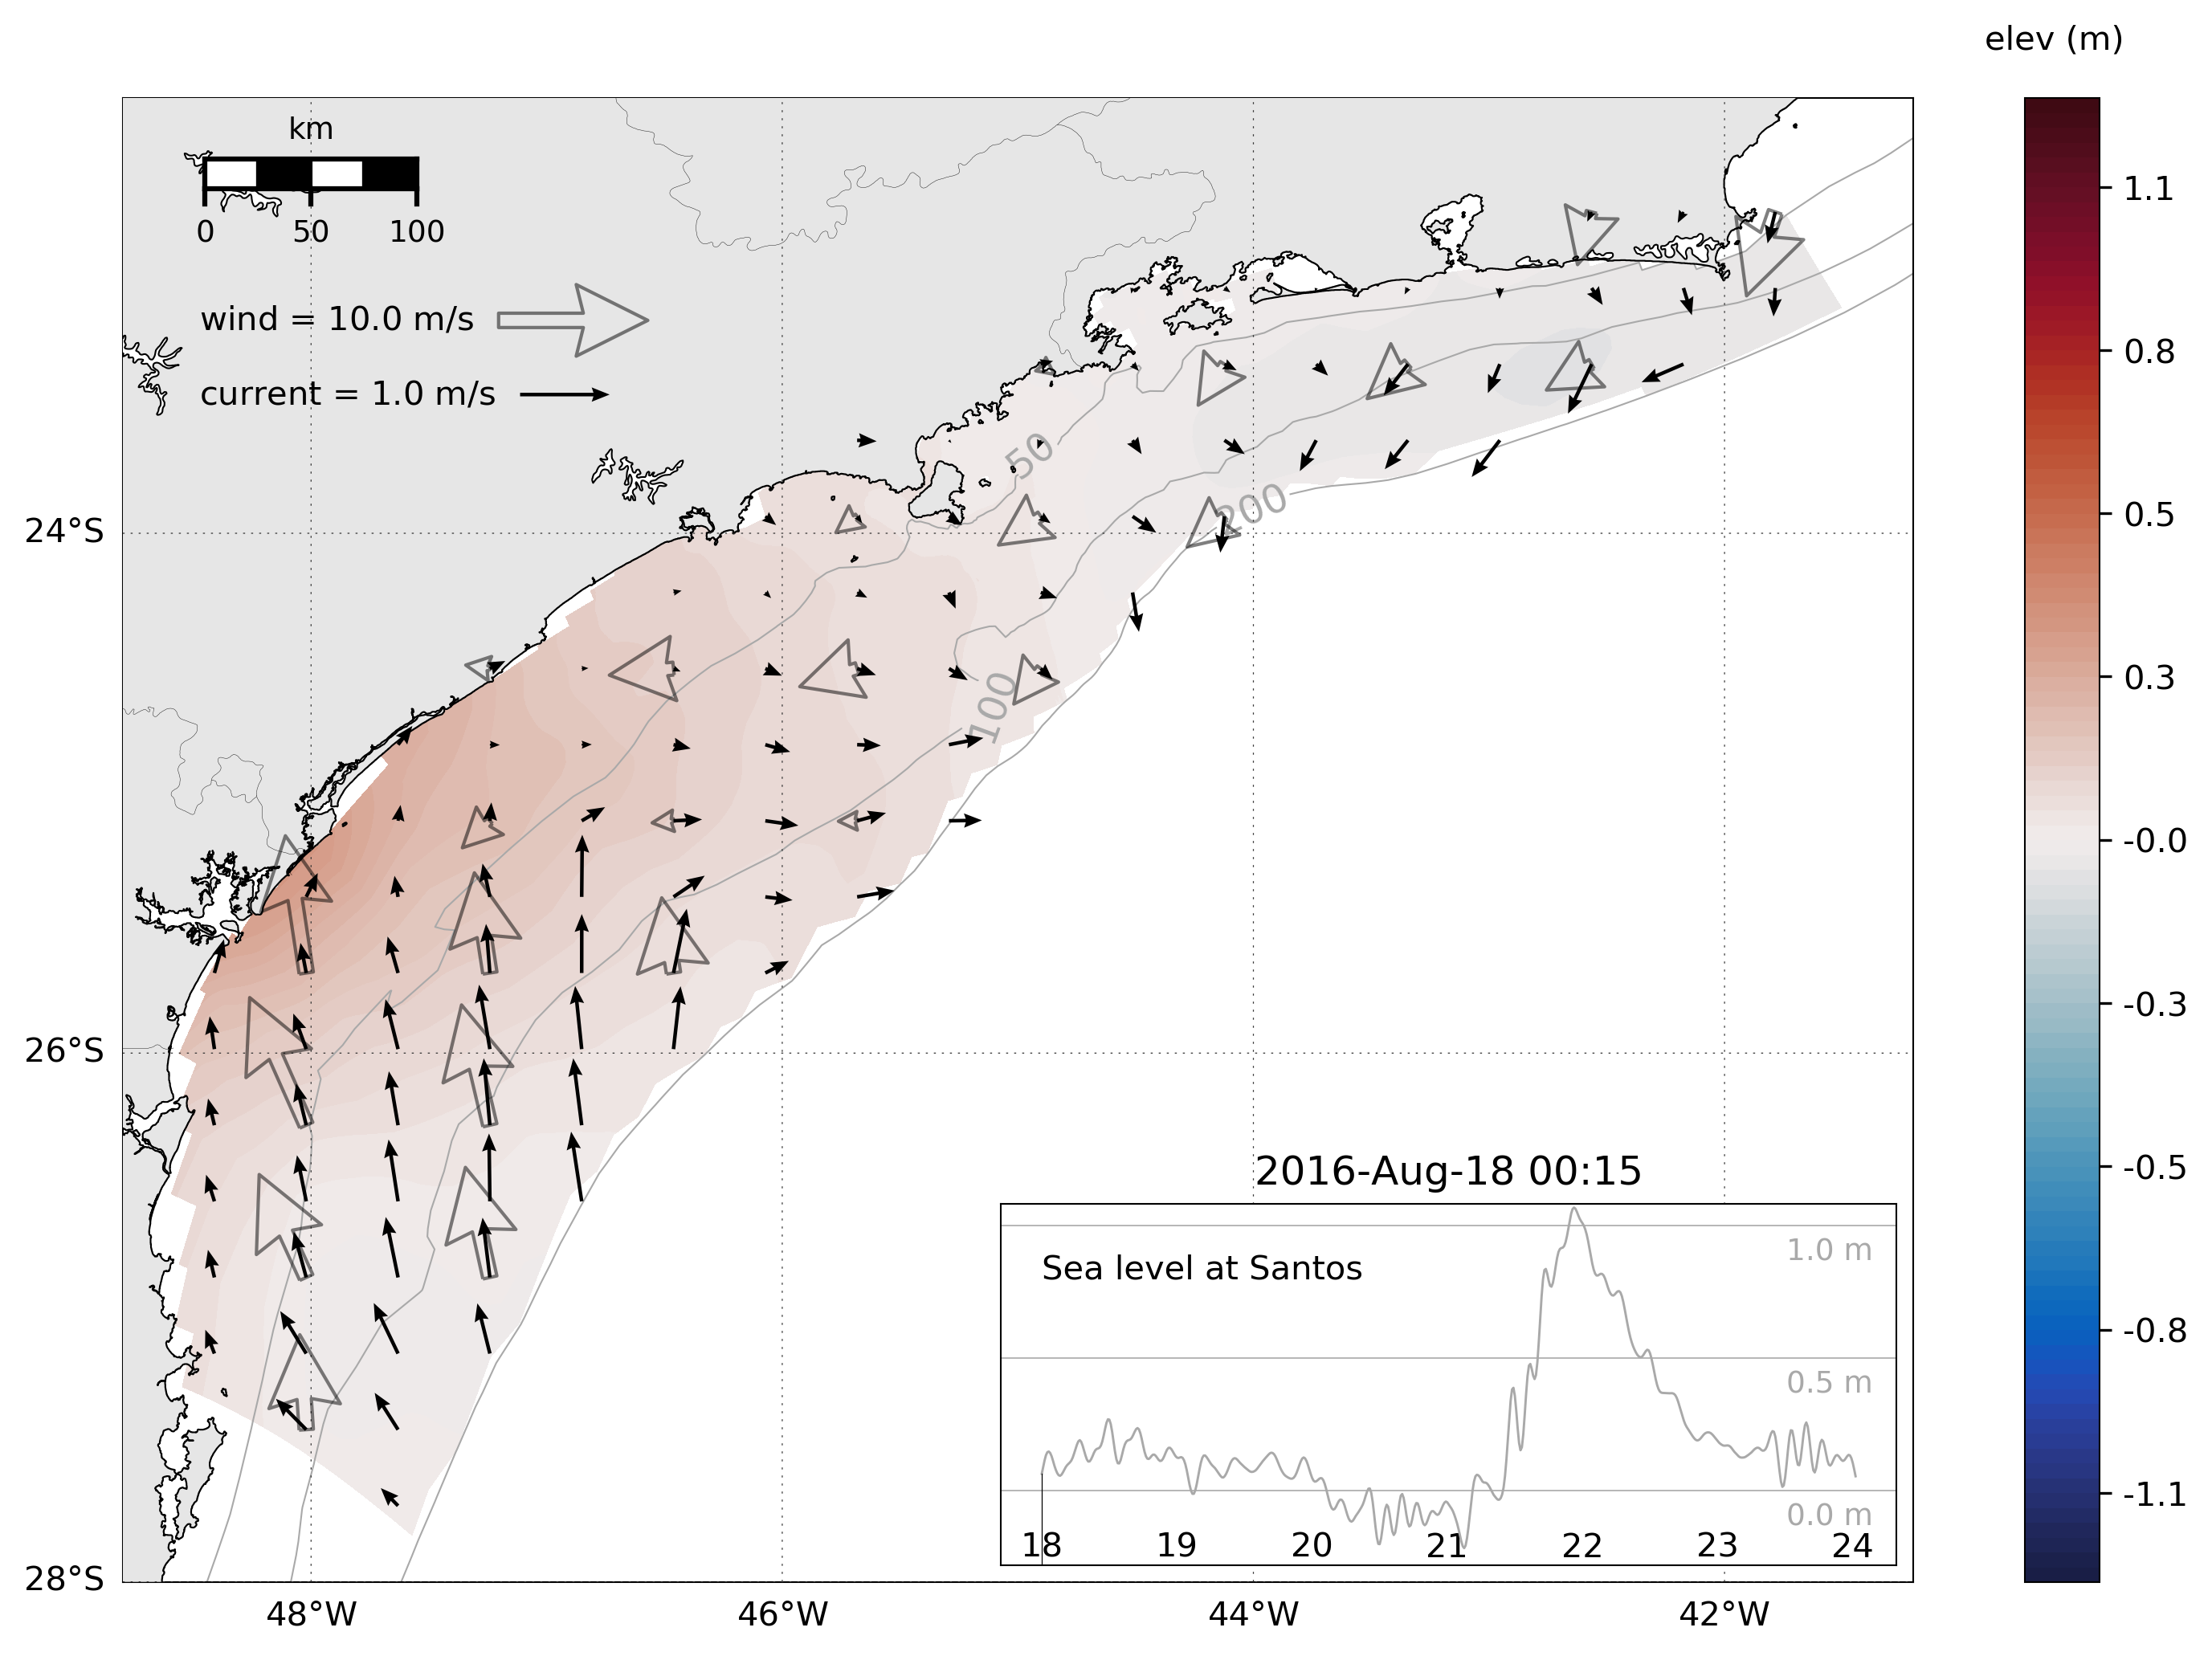 elev (m)
km
0 50 100
wind = 10.0 m/s
current = 1.0 m/s
50
200
100
24°S
26°S
28°S
48°W 46°W 44°W 42°W
2016-Aug-18 00:15
Sea level at Santos
1.0 m
0.5 m
0.0 m
18 19 20 21 22 23 24
1.1
0.8
0.5
0.3
-0.0
-0.3
-0.5
-0.8
-1.1